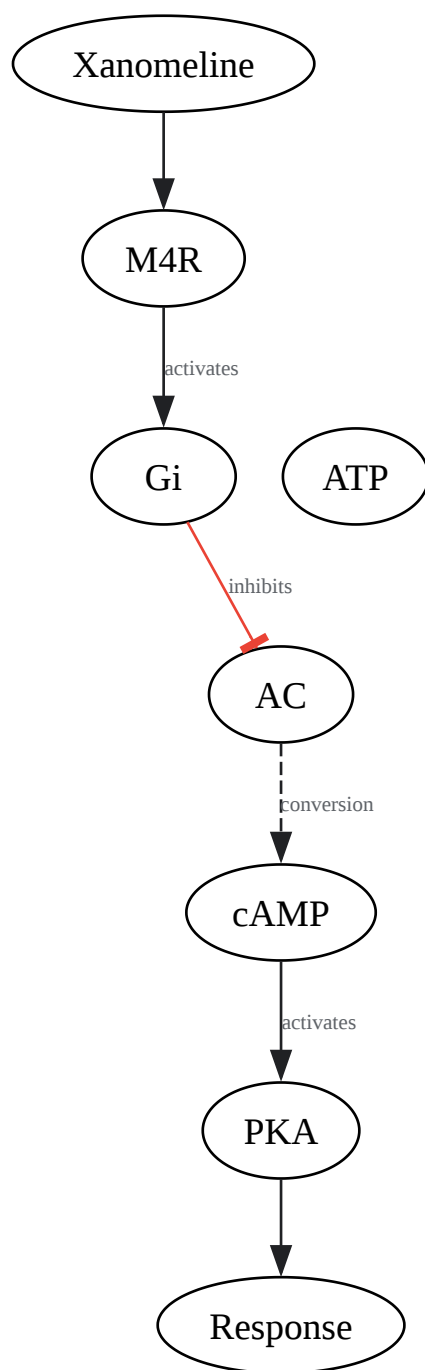 Xanomeline
M4R
activates
Gi
ATP
inhibits
AC
conversion
cAMP
activates
PKA
Response